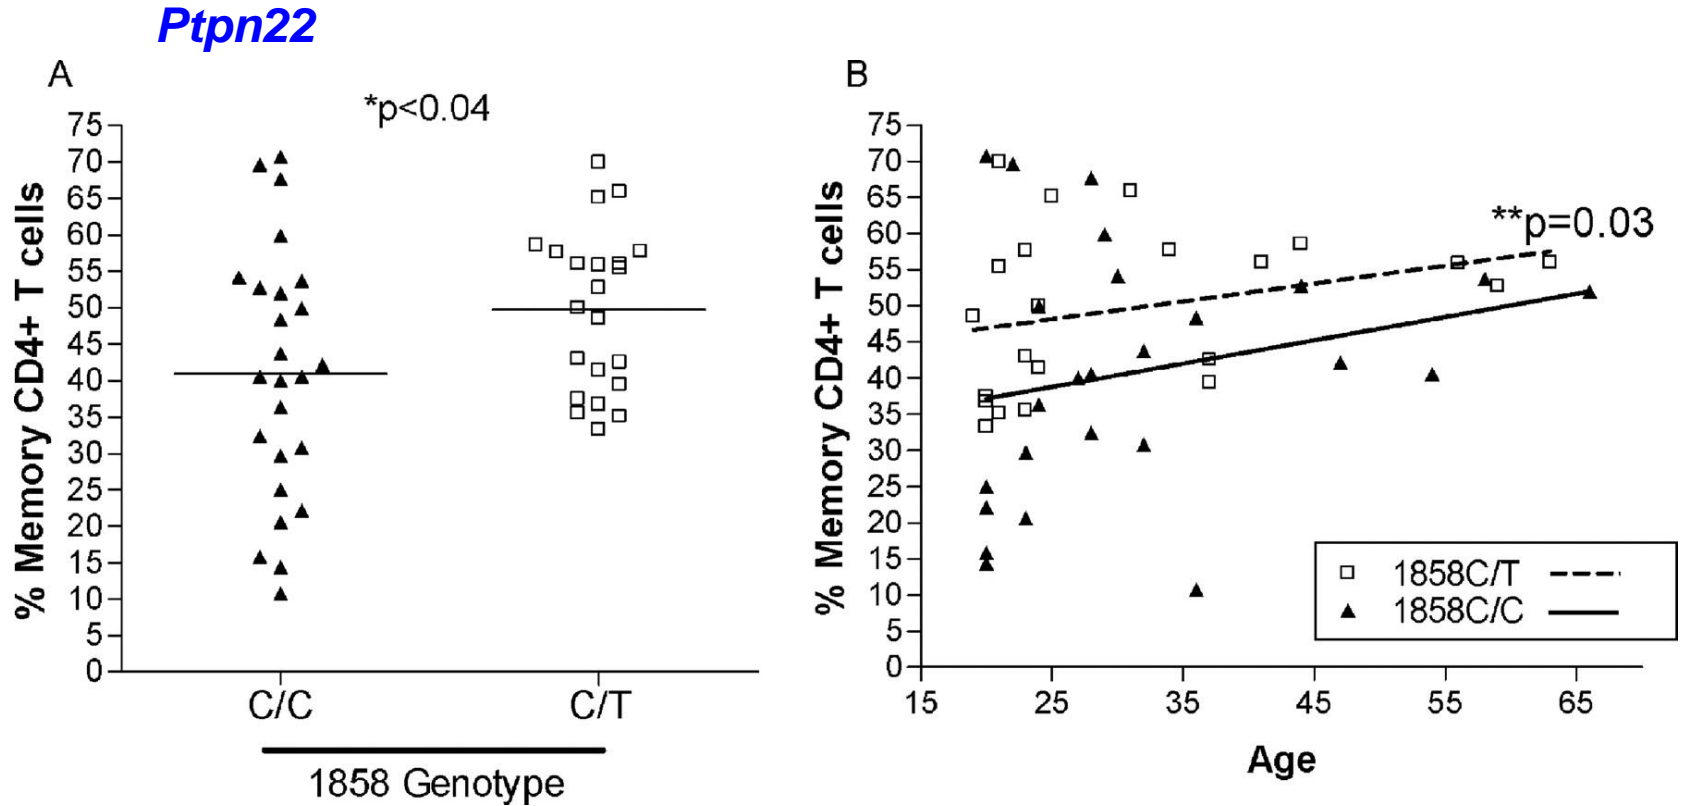 Ptpn22
A
*p<0.04
% Memory CD4+ T cells
75
70
65
60
55
50
45
40
35
30
25
20
15
10
5
0
C/C
C/T
1858 Genotype
B
**p=0.03
% Memory CD4+ T cells
75
70
65
60
55
50
45
40
35
30
25
20
15
10
5
0
1858C/T
1858C/C
15
25
35
45
55
65
Age